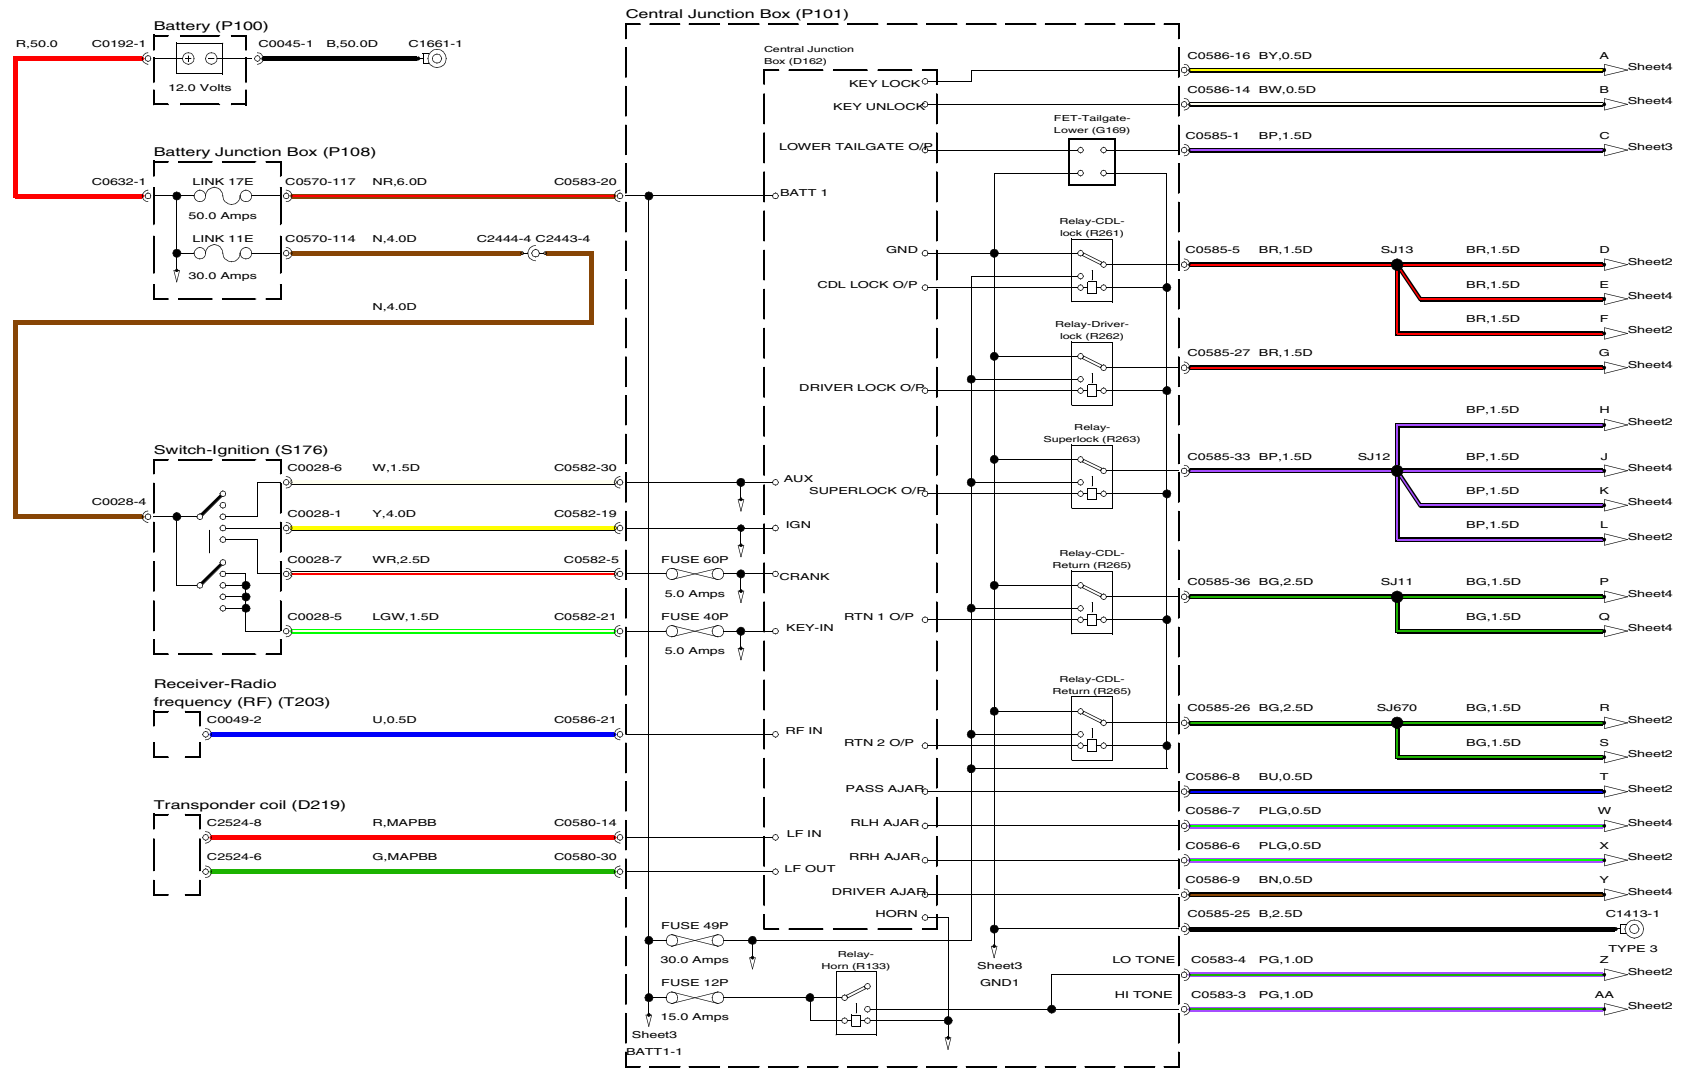 Central Junction Box (P101)
Battery (P100)
R,50.0
C0192-1
C0045-1
B,50.0D
C1661-1
12.0 Volts
Battery Junction Box (P108)
C0632-1
LINK 17E
50.0 Amps
C0570-117
NR,6.0D
C0583-20
LINK 11E
30.0 Amps
C0570-114
N,4.0D
C2444-4
C2443-4
N,4.0D
Switch-Ignition (S176)
C0028-4
C0028-6
W,1.5D
C0582-30
C0028-1
Y,4.0D
C0582-19
C0028-7
WR,2.5D
C0582-5
C0028-5
LGW,1.5D
C0582-21
FUSE 60P
5.0 Amps
FUSE 40P
5.0 Amps
Receiver-Radio
frequency (RF) (T203)
C0049-2
U,0.5D
C0586-21
Transponder coil (D219)
C2524-8
R,MAPBB
C0580-14
C2524-6
G,MAPBB
C0580-30
FUSE 49P
30.0 Amps
FUSE 12P
15.0 Amps
Sheet3
BATT1-1
Central Junction
Box (D162)
BATT 1
AUX
IGN
CRANK
KEY-IN
RF IN
LF IN
LF OUT
KEY LOCK
KEY UNLOCK
LOWER TAILGATE O/P
GND
CDL LOCK O/P
DRIVER LOCK O/P
SUPERLOCK O/P
RTN 1 O/P
RTN 2 O/P
PASS AJAR
RLH AJAR
RRH AJAR
DRIVER AJAR
HORN
Relay-
Horn (R133)
Sheet3
GND1
FET-Tailgate-
Lower (G169)
Relay-CDL-
lock (R261)
Relay-Driver-
lock (R262)
Relay-
Superlock (R263)
Relay-CDL-
Return (R265)
Relay-CDL-
Return (R265)
LO TONE
HI TONE
C0586-16
BY,0.5D
A
Sheet4
C0586-14
BW,0.5D
B
Sheet4
C0585-1
BP,1.5D
C
Sheet3
C0585-5
BR,1.5D
SJ13
BR,1.5D
D
Sheet2
BR,1.5D
E
Sheet4
BR,1.5D
F
Sheet2
C0585-27
BR,1.5D
G
Sheet4
BP,1.5D
H
Sheet2
C0585-33
BP,1.5D
SJ12
BP,1.5D
J
Sheet4
BP,1.5D
K
Sheet4
BP,1.5D
L
Sheet2
C0585-36
BG,2.5D
SJ11
BG,1.5D
P
Sheet4
BG,1.5D
Q
Sheet4
C0585-26
BG,2.5D
SJ670
BG,1.5D
R
Sheet2
BG,1.5D
S
Sheet2
C0586-8
BU,0.5D
T
Sheet2
C0586-7
PLG,0.5D
W
Sheet4
C0586-6
PLG,0.5D
X
Sheet2
C0586-9
BN,0.5D
Y
Sheet4
C0585-25
B,2.5D
C1413-1
TYPE 3
C0583-4
PG,1.0D
Z
Sheet2
C0583-3
PG,1.0D
AA
Sheet2